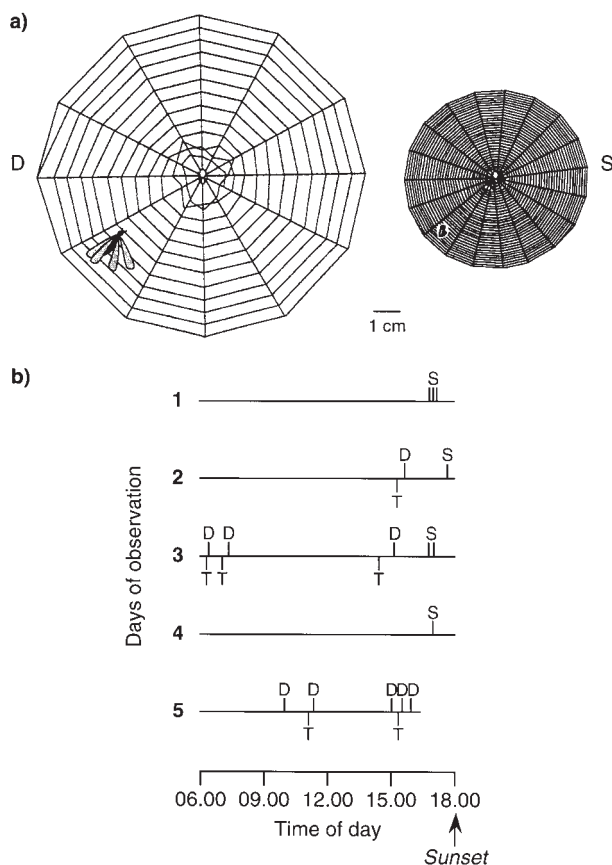 a)
D
S
1 cm
b)
Days of observation
1
S
2
D S
T
3
D D D S
T T T
4
S
5
D D D D D
T T
06.00 09.00 12.00 15.00 18.00
Time of day
Sunset